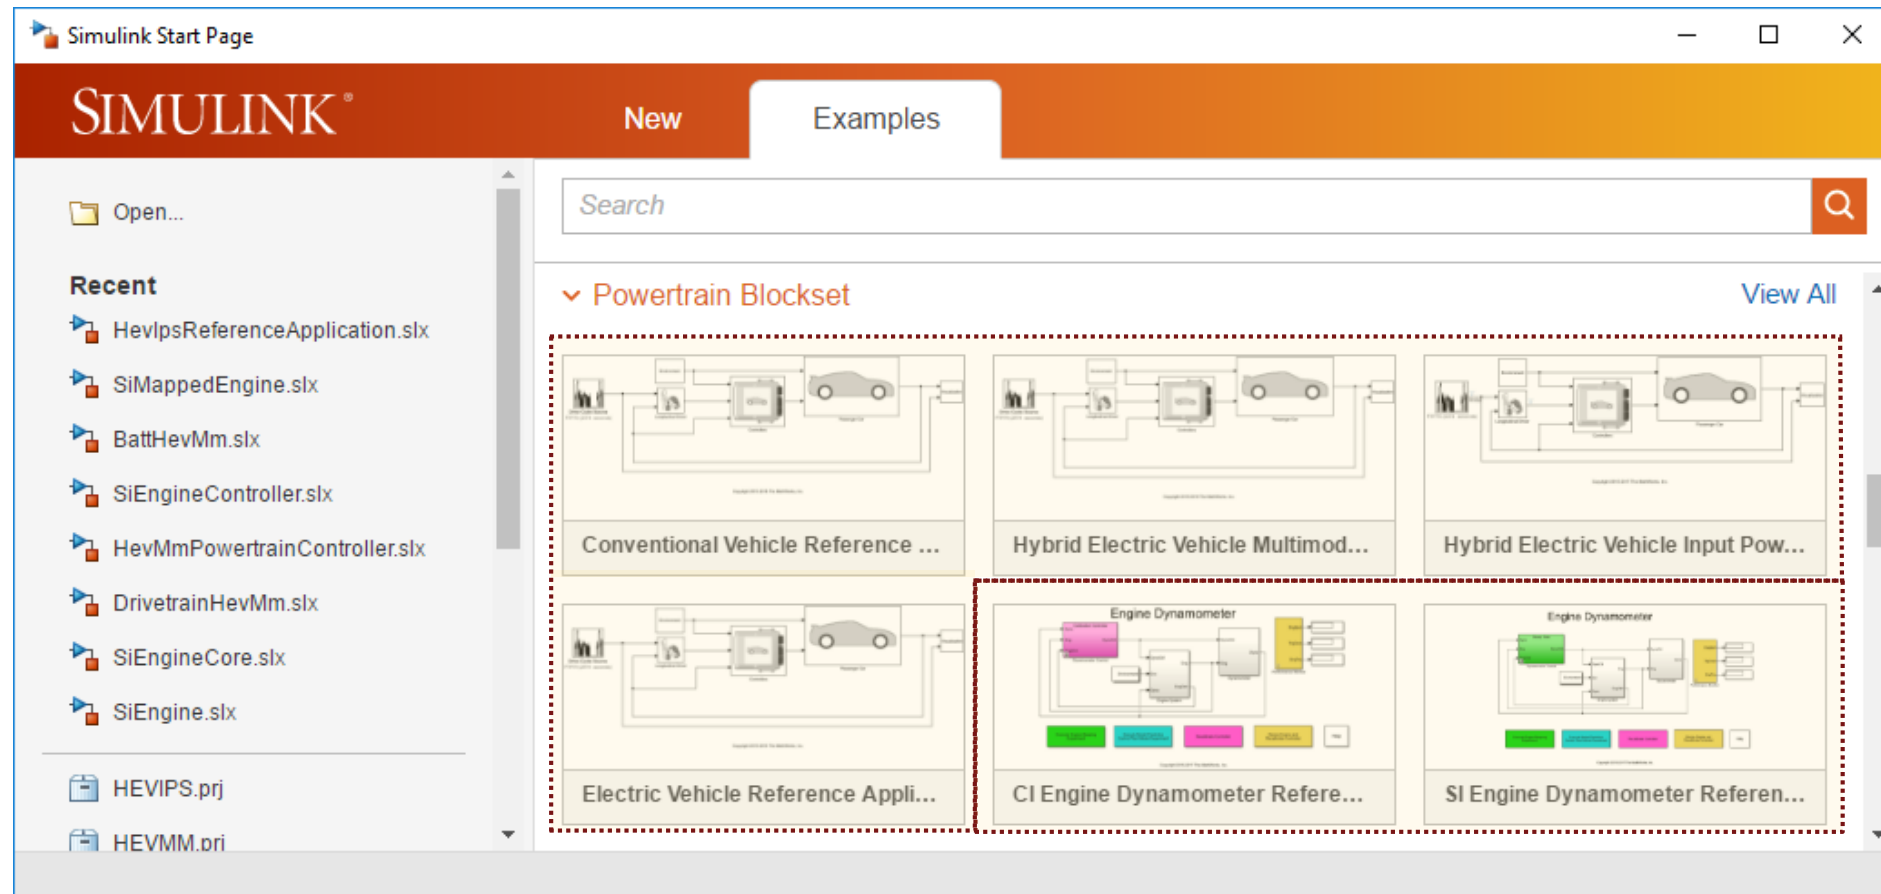 Simulink Start Page
SIMULINK®
New
Examples
Open...
Search
Recent
HevIpsReferenceApplication.slx
SiMappedEngine.slx
BattHevMm.slx
SiEngineController.slx
HevMmPowertrainController.slx
DrivetrainHevMm.slx
SiEngineCore.slx
SiEngine.slx
HEVIPS.prj
HEVMM.prj
Powertrain Blockset
View All
Conventional Vehicle Reference ...
Hybrid Electric Vehicle Multimod...
Hybrid Electric Vehicle Input Pow...
Engine Dynamometer
Engine Dynamometer
Electric Vehicle Reference Appli...
CI Engine Dynamometer Refere...
SI Engine Dynamometer Referen...